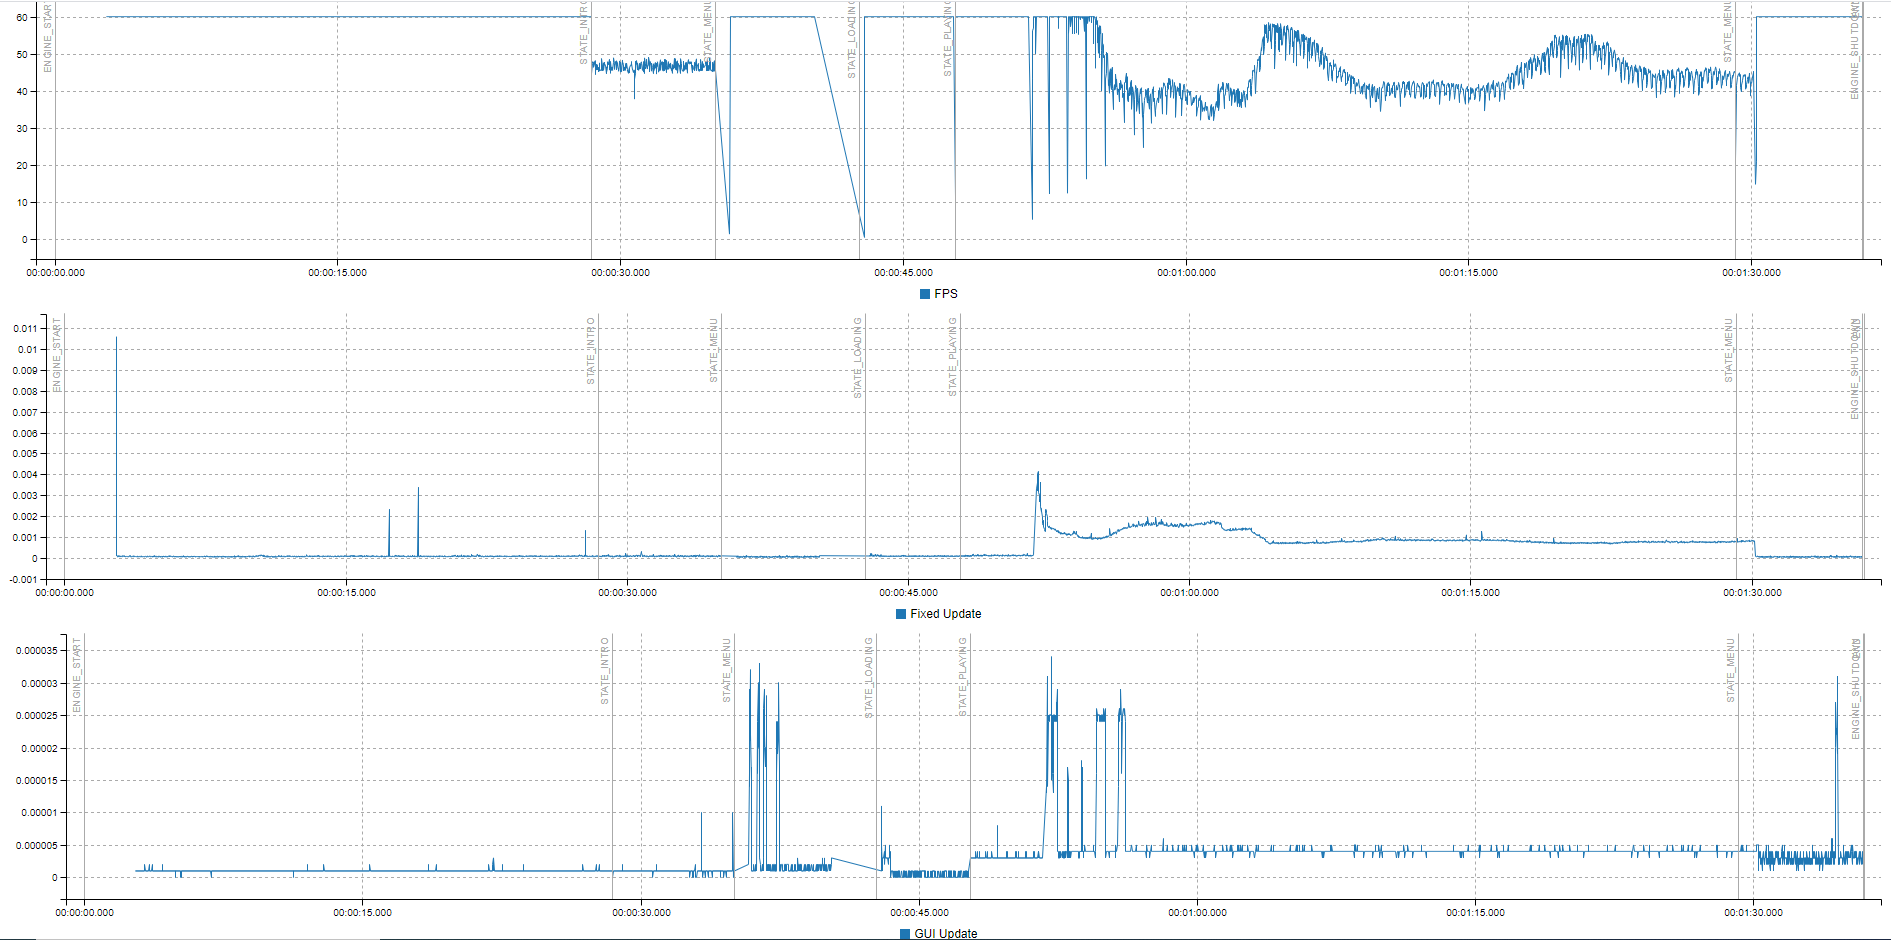 60
50
40
30
20
10
0
ENGINE_START
STATE_INTRO
STATE_MENU
STATE_LOADING
STATE_PLAYING
STATE_MENU
ENGINE_SHUTDOWN
00:00:00.000 00:00:15.000 00:00:30.000 00:00:45.000 00:01:00.000 00:01:15.000 00:01:30.000
FPS
0.011
0.01
0.009
0.008
0.007
0.006
0.005
0.004
0.003
0.002
0.001
0
-0.001
ENGINE_START
STATE_INTRO
STATE_MENU
STATE_LOADING
STATE_PLAYING
STATE_MENU
ENGINE_SHUTDOWN
00:00:00.000 00:00:15.000 00:00:30.000 00:00:45.000 00:01:00.000 00:01:15.000 00:01:30.000
Fixed Update
0.000035
0.00003
0.000025
0.00002
0.000015
0.00001
0.000005
0
ENGINE_START
STATE_INTRO
STATE_MENU
STATE_LOADING
STATE_PLAYING
STATE_MENU
ENGINE_SHUTDOWN
00:00:00.000 00:00:15.000 00:00:30.000 00:00:45.000 00:01:00.000 00:01:15.000 00:01:30.000
GUI Update